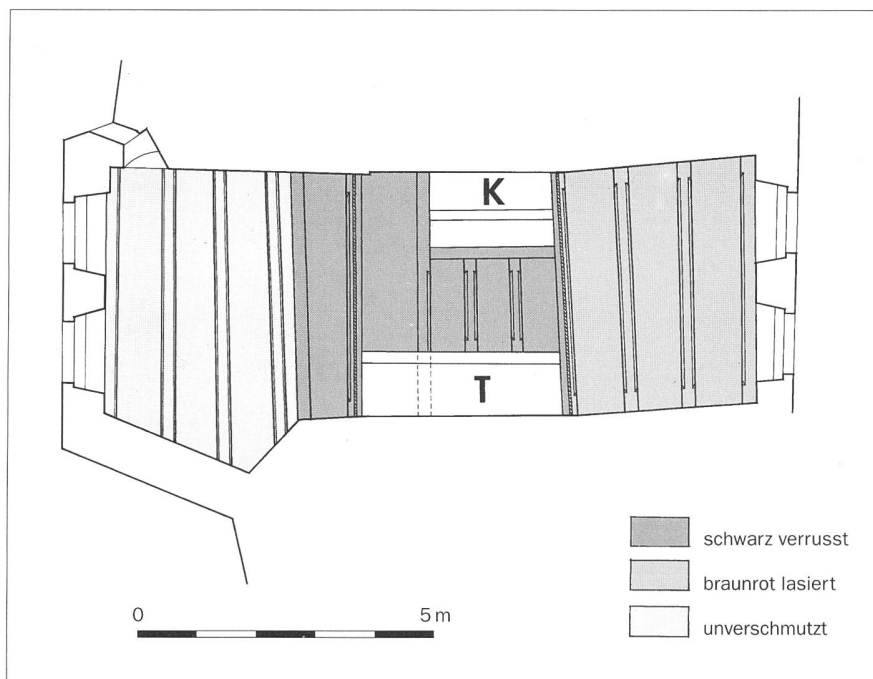 K
T
schwarz verrusst
braunrot lasiert
unverschmutzt
0 5 m